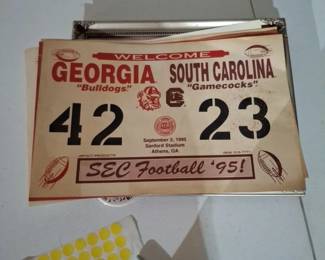 WELCOME
GEORGIA SOUTH CAROLINA
"Bulldogs" "Gamecocks"
42 23
September 2, 1995
Sanford Stadium
Athens, GA
SEC Football '95!